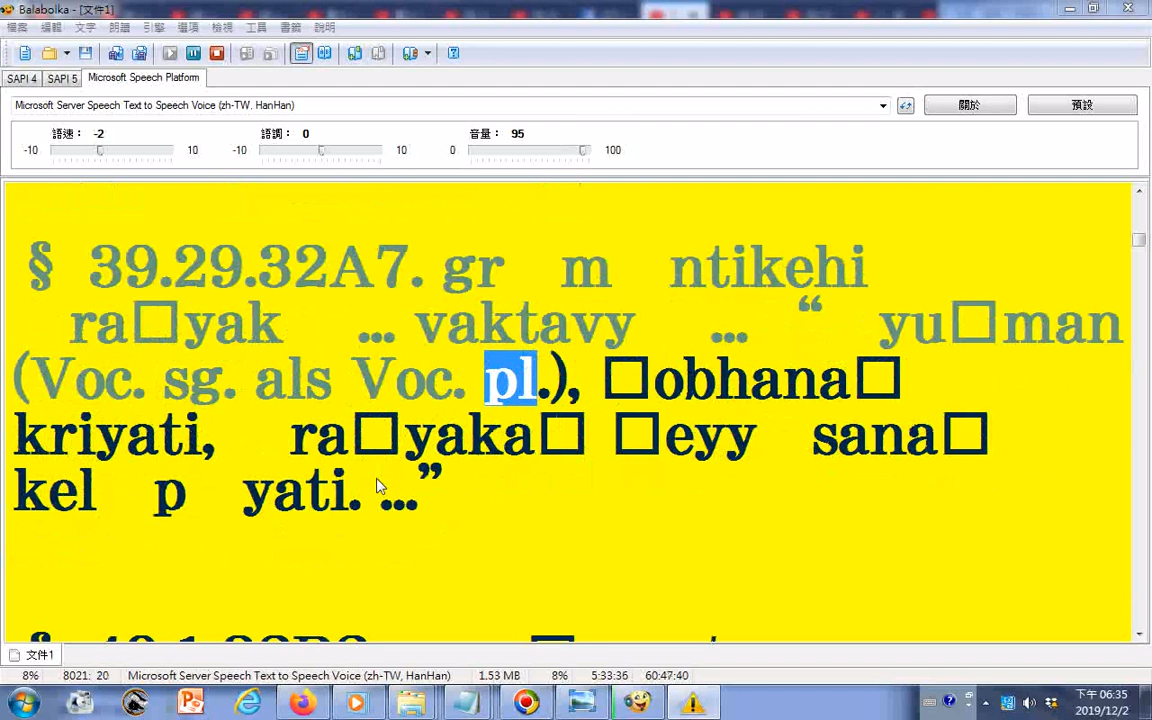 Balabolka - [文件1]
檔案 編輯 文字 朗讀 引擎 選項 檢視 工具 書籤 說明
SAPI 4 SAPI 5 Microsoft Speech Platform
Microsoft Server Speech Text to Speech Voice (zh-TW, HanHan)
關於
預設
語速： -2 語調： 0 音量： 95
-10 10 -10 10 0 100
§ 39.29.32A7. gr m ntikehi
ra□yak ... vaktavy ... “ yu□man
(Voc. sg. als Voc. pl.), □obhana□
kriyati, ra□yaka□ □eyy sana□
kel p yati. ...”
文件1
8% 8021: 20 Microsoft Server Speech Text to Speech Voice (zh-TW, HanHan) 1.53 MB 8% 5:33:36 60:47:40
下午 06:35
2019/12/2